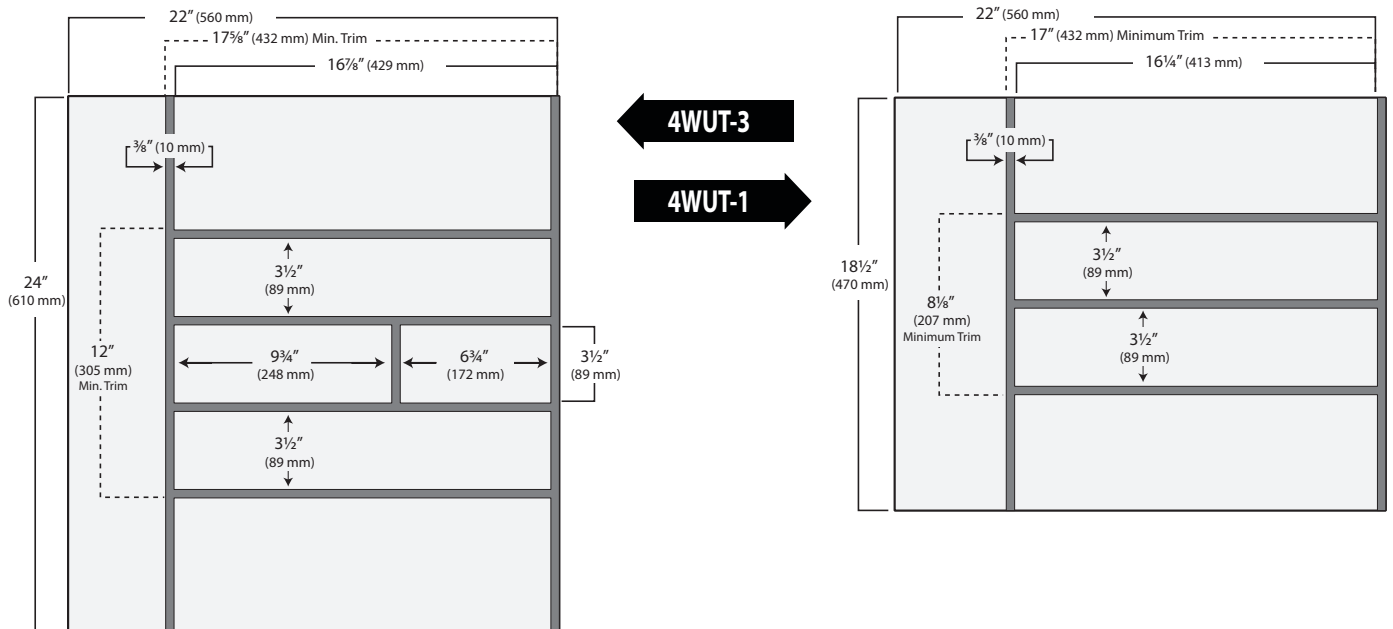 22″ (560 mm)
17⅝″ (432 mm) Min. Trim
16⅞″ (429 mm)
⅜″ (10 mm)
24″
(610 mm)
12″
(305 mm)
Min. Trim
3½″
(89 mm)
9¾″
(248 mm)
6¾″
(172 mm)
3½″
(89 mm)
3½″
(89 mm)
4WUT-3
4WUT-1
22″ (560 mm)
17″ (432 mm) Minimum Trim
16¼″ (413 mm)
⅜″ (10 mm)
18½″
(470 mm)
8⅛″
(207 mm)
Minimum Trim
3½″
(89 mm)
3½″
(89 mm)